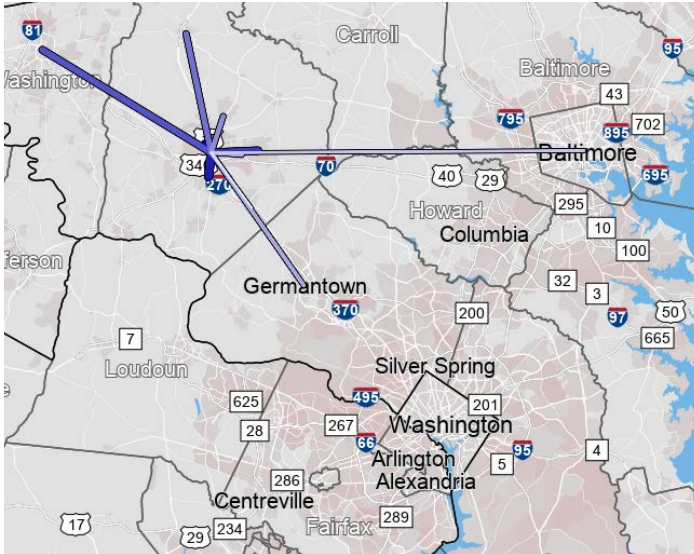 81
Carroll
95
Washington
Baltimore
43
795
895
702
340
270
70
Baltimore
695
40
29
295
Howard
Columbia
10
100
ferson
Germantown
32
3
97
50
370
200
665
7
Loudoun
Silver Spring
495
625
201
267
Washington
28
66
95
4
Arlington
5
286
Alexandria
Centreville
17
29
234
Fairfax
289